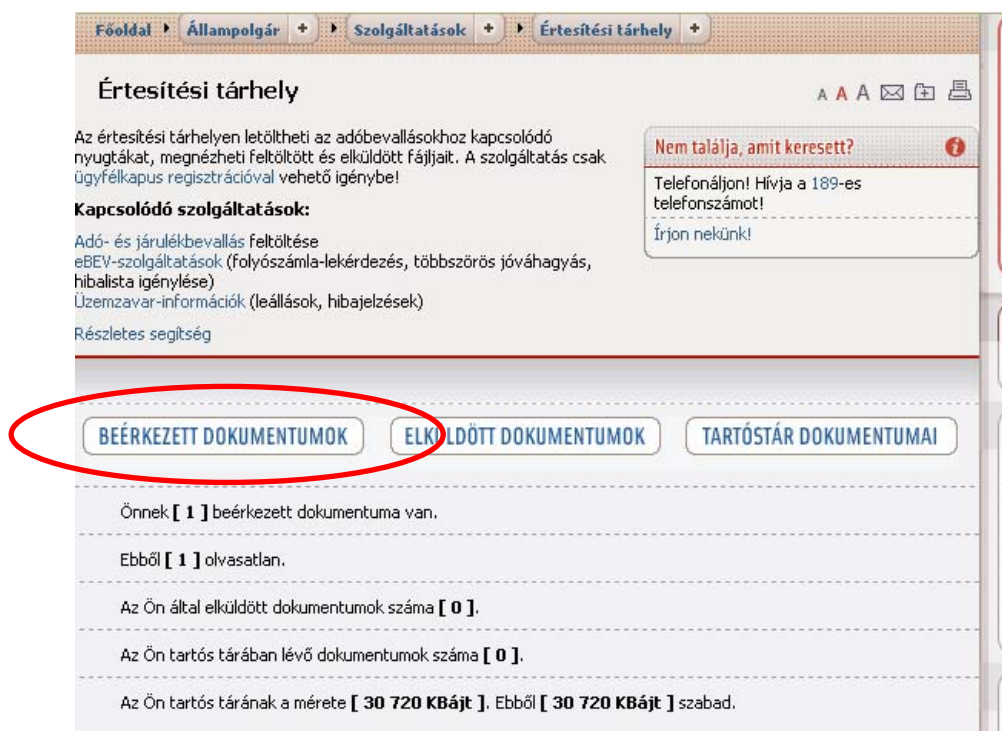 Főoldal Állampolgár + Szolgáltatások + Értesítési tárhely +
Értesítési tárhely
A A A
Az értesítési tárhelyen letöltheti az adóbevallásokhoz kapcsolódó
nyugtákat, megnézheti feltöltött és elküldött fájljait. A szolgáltatás csak
ügyfélkapus regisztrációval vehető igénybe!
Kapcsolódó szolgáltatások:
Adó- és járulékbevallás feltöltése
eBEV-szolgáltatások (folyószámla-lekérdezés, többszörös jóváhagyás,
hibalista igénylése)
Üzemzavar-információk (leállások, hibajelzések)
Részletes segítség
Nem találja, amit keresett? i
Telefonáljon! Hívja a 189-es
telefonszámot!
Írjon nekünk!
BEÉRKEZETT DOKUMENTUMOK ELKÜLDÖTT DOKUMENTUMOK TARTÓSTÁR DOKUMENTUMAI
Önnek [ 1 ] beérkezett dokumentuma van.
Ebből [ 1 ] olvasatlan.
Az Ön által elküldött dokumentumok száma [ 0 ].
Az Ön tartós tárában lévő dokumentumok száma [ 0 ].
Az Ön tartós tárának a mérete [ 30 720 KBájt ]. Ebből [ 30 720 KBájt ] szabad.